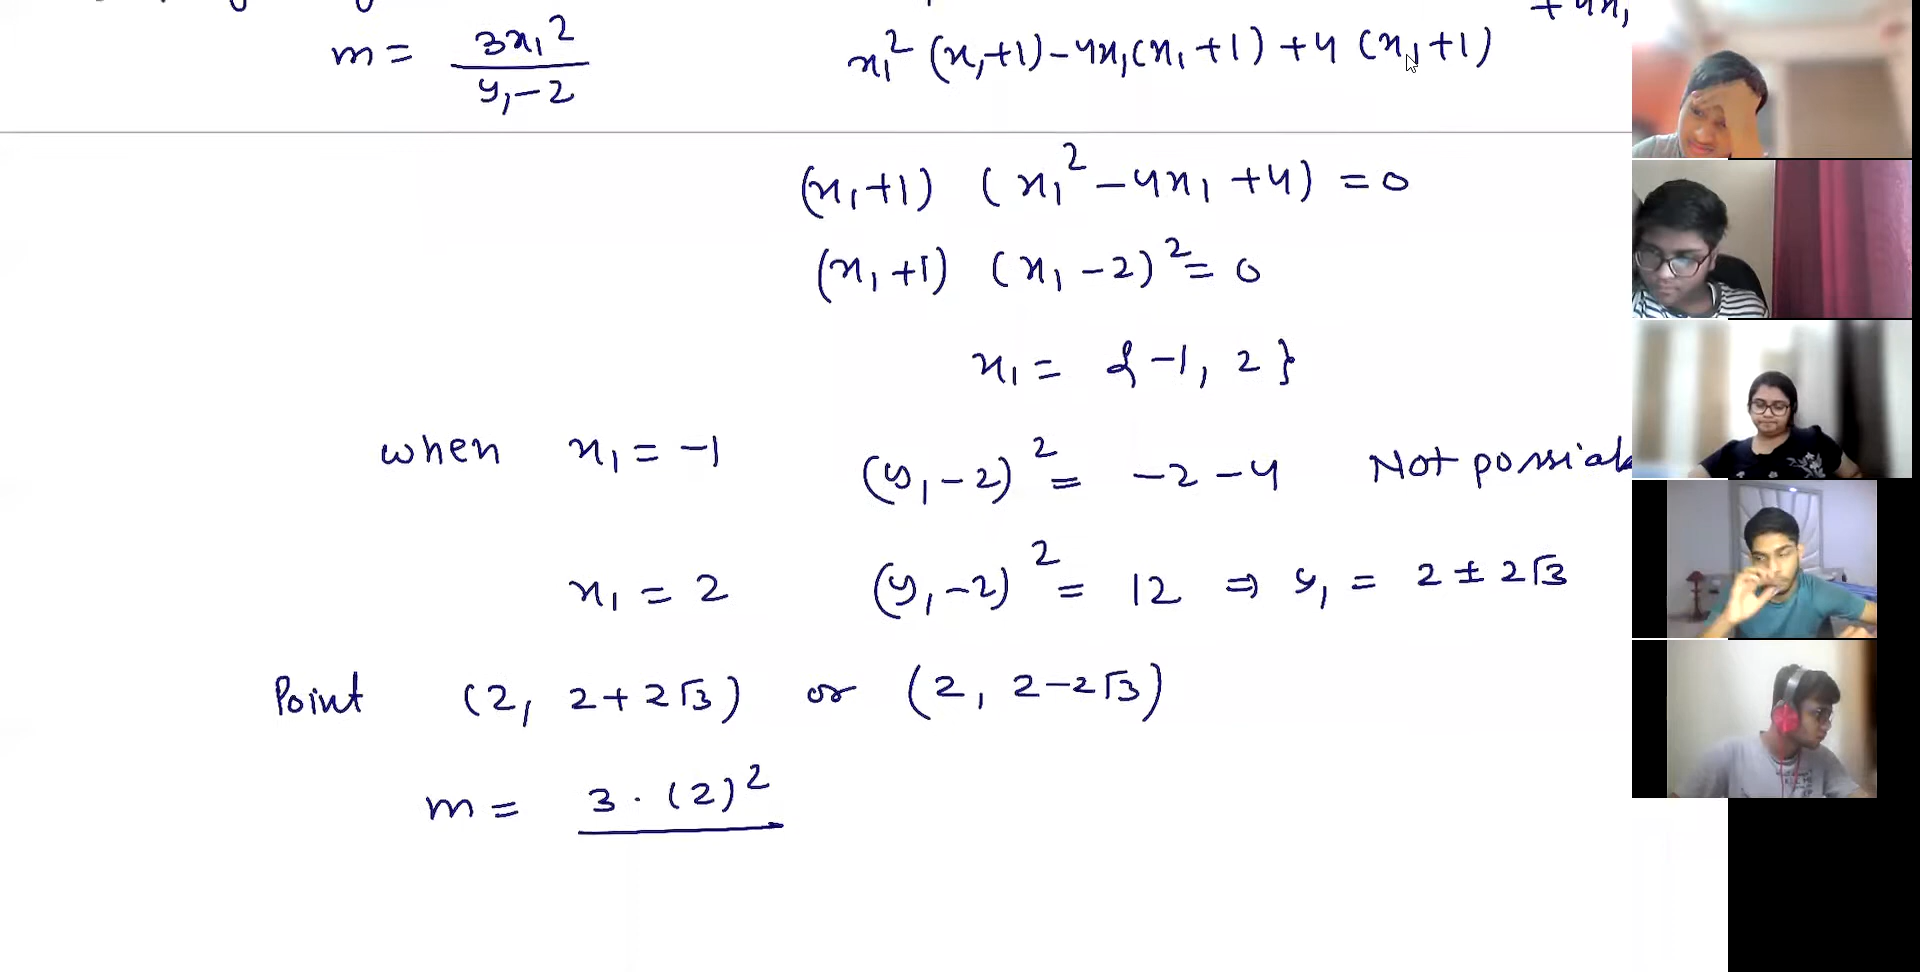 m = 3x₁² / y₁-2
+4x₁
x₁² (x₁+1) - 4x₁(x₁+1) + 4 (x₁+1)
(x₁+1) (x₁² - 4x₁ + 4) = 0
(x₁+1) (x₁ - 2)² = 0
x₁ = {-1, 2}
when x₁ = -1 (y₁-2)² = -2-4 Not
x₁ = 2 (y₁-2)² = 12 ⇒ y₁ = 2 ± 2√3
Point (2, 2+2√3) or (2, 2-2√3)
m = 3·(2)²